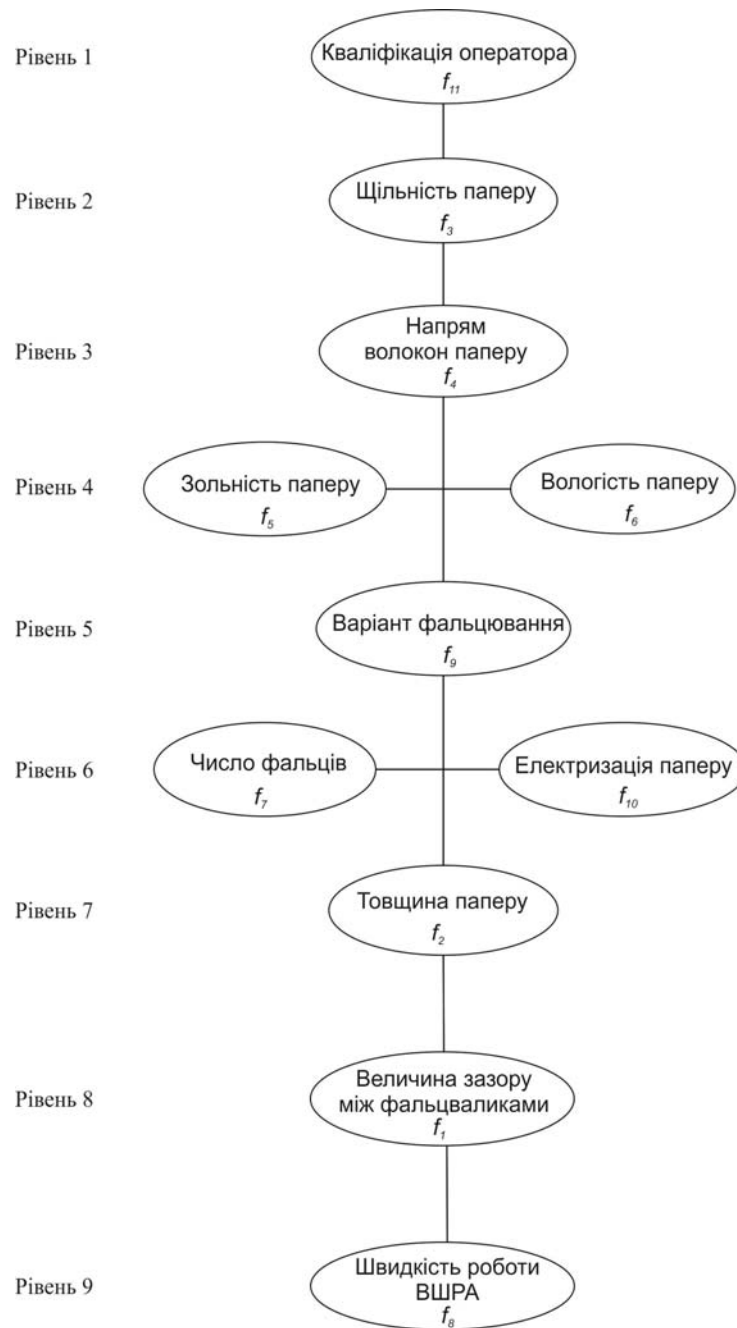 Рівень 1
Кваліфікація оператора
f₁₁
Рівень 2
Щільність паперу
f₃
Рівень 3
Напрям
волокон паперу
f₄
Рівень 4
Зольність паперу
f₅
Вологість паперу
f₆
Рівень 5
Варіант фальцювання
f₉
Рівень 6
Число фальців
f₇
Електризація паперу
f₁₀
Рівень 7
Товщина паперу
f₂
Рівень 8
Величина зазору
між фальцваликами
f₁
Рівень 9
Швидкість роботи
ВШРА
f₈